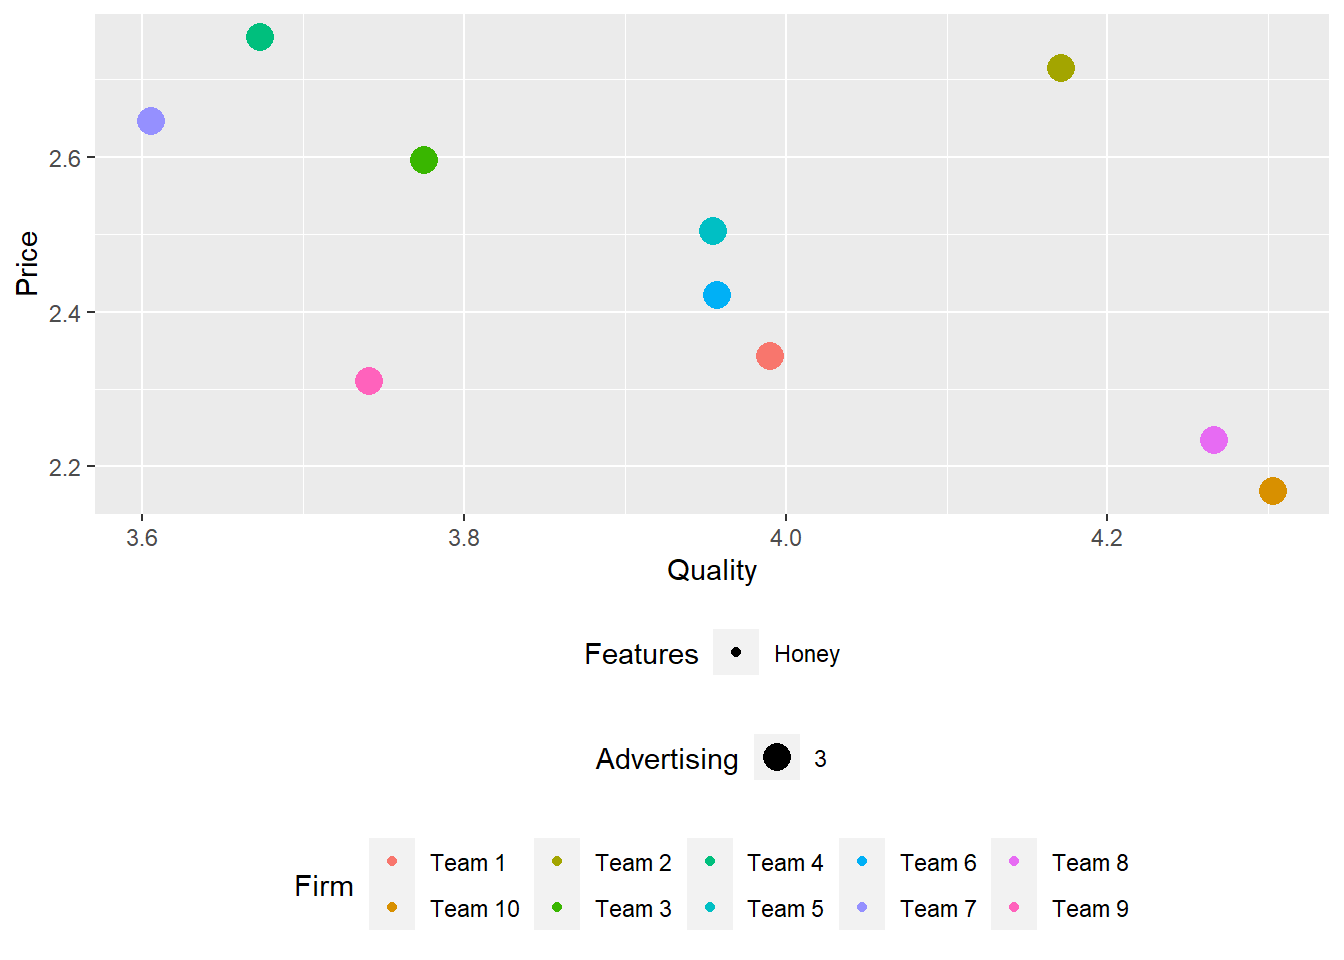 Price
2.6
2.4
2.2
3.6 3.8 4.0 4.2
Quality
Features Honey
Advertising 3
Firm
Team 1 Team 2 Team 4 Team 6 Team 8
Team 10 Team 3 Team 5 Team 7 Team 9